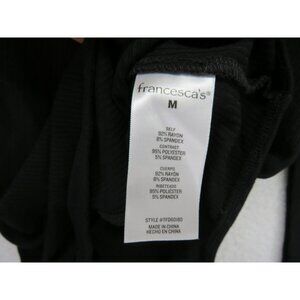 francesca's®
M
SELF
92% RAYON
8% SPANDEX
CONTRAST
95% POLYESTER
5% SPANDEX
CUERPO
92% RAYON
8% SPANDEX
RIBETEADO
95% POLIESTER
5% SPANDEX
MADE IN CHINA
HECHO EN CHINA